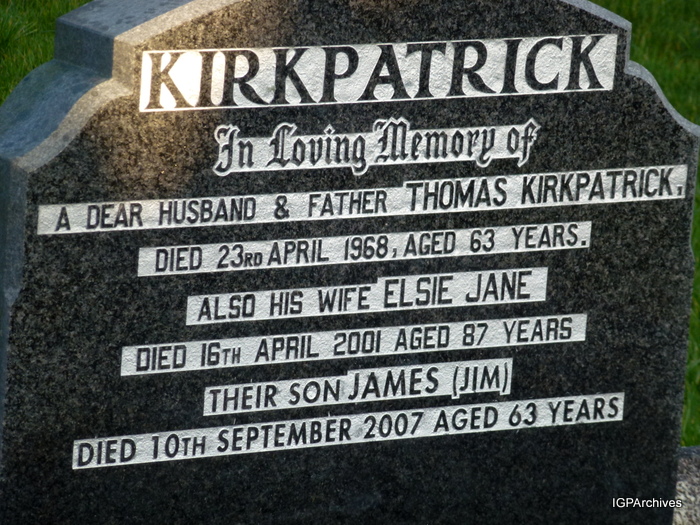 KIRKPATRICK
In Loving Memory of
A DEAR HUSBAND & FATHER THOMAS KIRKPATRICK,
DIED 23RD APRIL 1968, AGED 63 YEARS.
ALSO HIS WIFE ELSIE JANE
DIED 16TH APRIL 2001 AGED 87 YEARS
THEIR SON JAMES (JIM)
DIED 10TH SEPTEMBER 2007 AGED 63 YEARS
IGPArchives